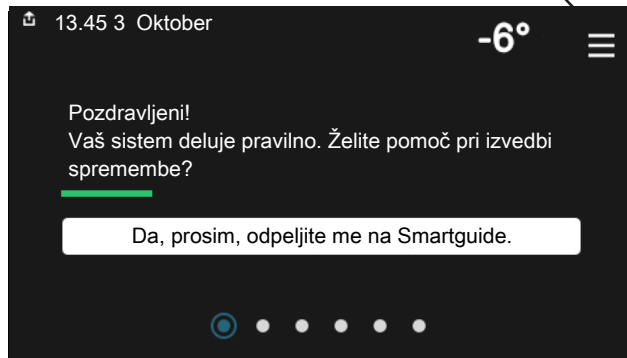 13.45 3 Oktober
-6°
Pozdravljeni!
Vaš sistem deluje pravilno. Želite pomoč pri izvedbi
spremembe?
Da, prosim, odpeljite me na Smartguide.